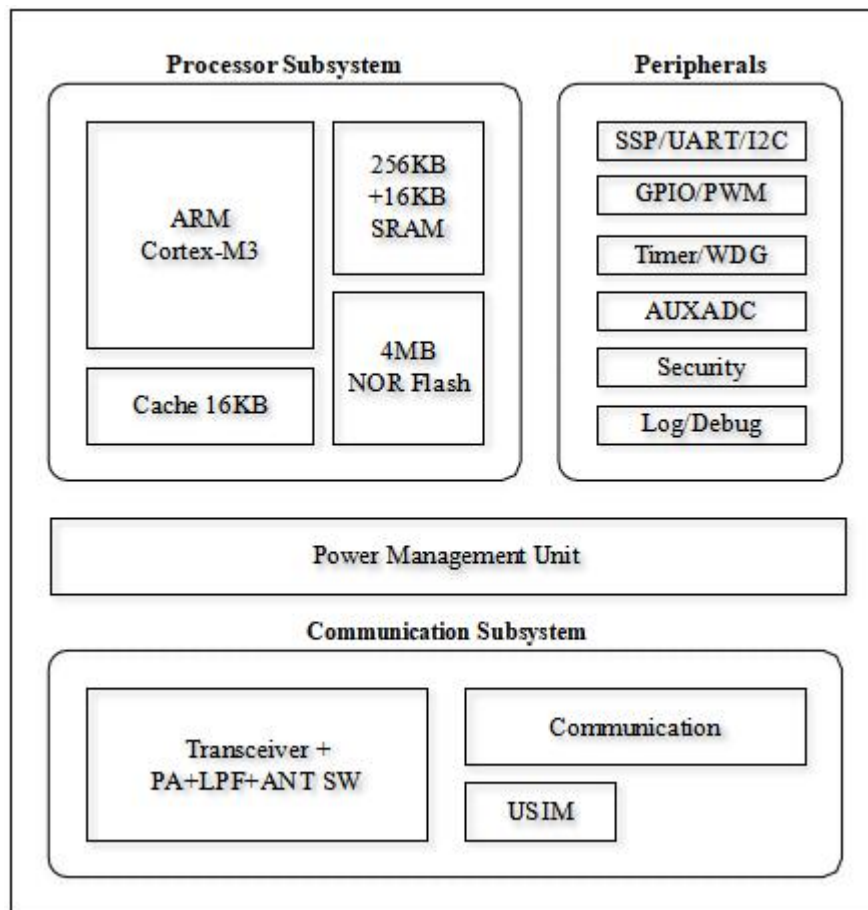 Processor Subsystem
ARM
Cortex-M3
256KB
+16KB
SRAM
Cache 16KB
4MB
NOR Flash
Peripherals
SSP/UART/I2C
GPIO/PWM
Timer/WDG
AUXADC
Security
Log/Debug
Power Management Unit
Communication Subsystem
Transceiver +
PA+LPF+ANT SW
Communication
USIM